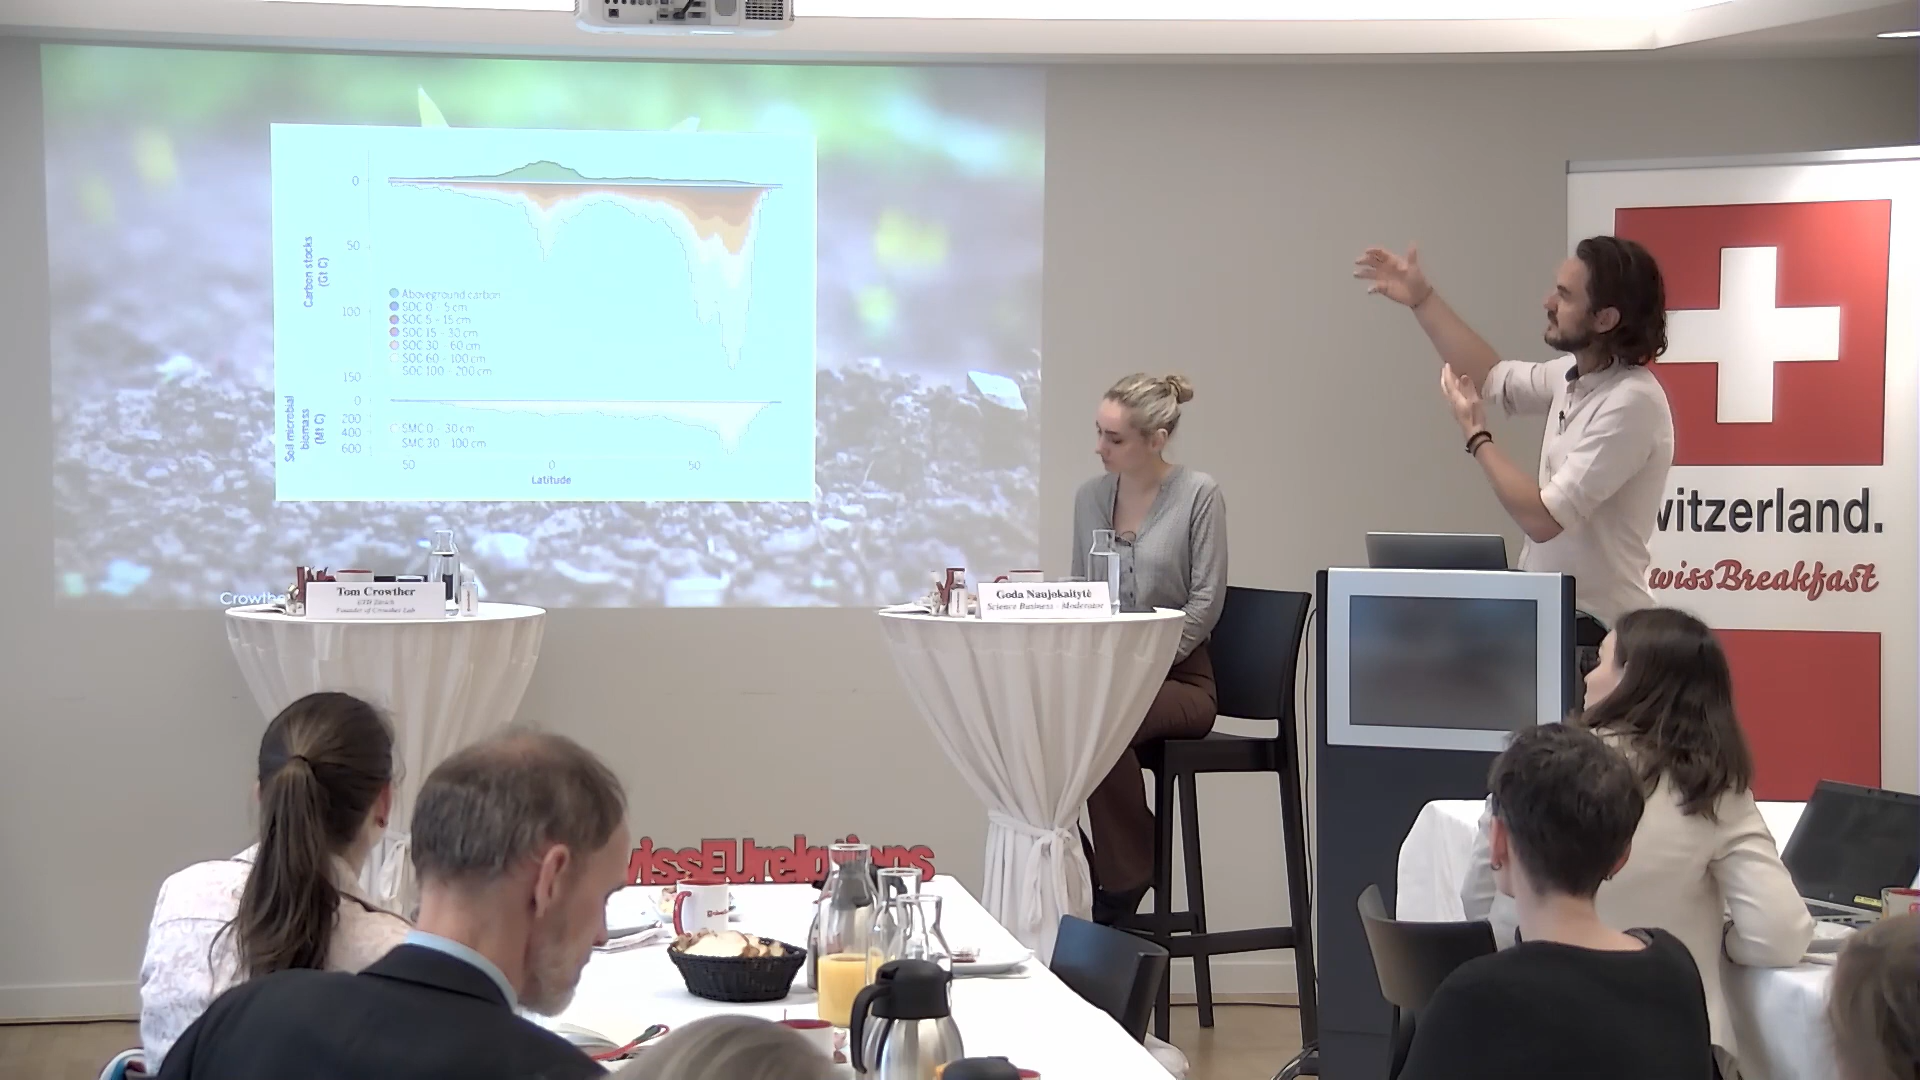 0
50
100
150
Carbon stocks
(Gt C)
Aboveground carbon
SOC 0 - 5 cm
SOC 5 - 15 cm
SOC 15 - 30 cm
SOC 30 - 60 cm
SOC 60 - 100 cm
SOC 100 - 200 cm
0
200
400
600
Soil microbial
biomass
(Mt C)
SMC 0 - 30 cm
SMC 30 - 100 cm
50
0
50
Latitude
Crowthe
Tom Crowther
ETH Zürich
Founder of Crowther Lab
Goda Naujokaitytė
Science Business - Moderator
witzerland.
wissBreakfast
wissEUrelations